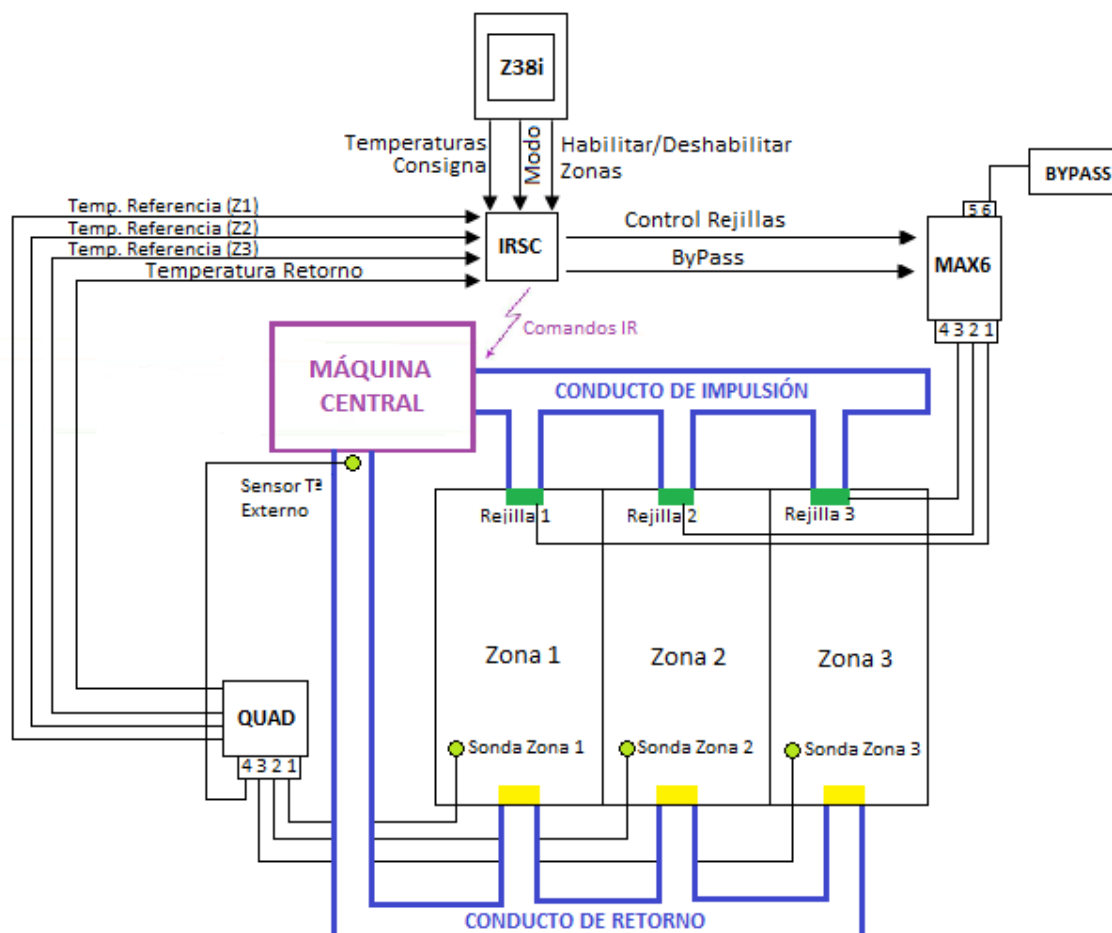 Z38i
Temperaturas
Consigna
Modo
Habilitar/Deshabilitar
Zonas
BYPASS
Temp. Referencia (Z1)
Temp. Referencia (Z2)
Temp. Referencia (Z3)
Temperatura Retorno
IRSC
Control Rejillas
ByPass
5 6
MAX6
4 3 2 1
Comandos IR
MÁQUINA
CENTRAL
CONDUCTO DE IMPULSIÓN
Sensor Tª
Externo
Rejilla 1
Rejilla 2
Rejilla 3
Zona 1
Zona 2
Zona 3
QUAD
4 3 2 1
Sonda Zona 1
Sonda Zona 2
Sonda Zona 3
CONDUCTO DE RETORNO